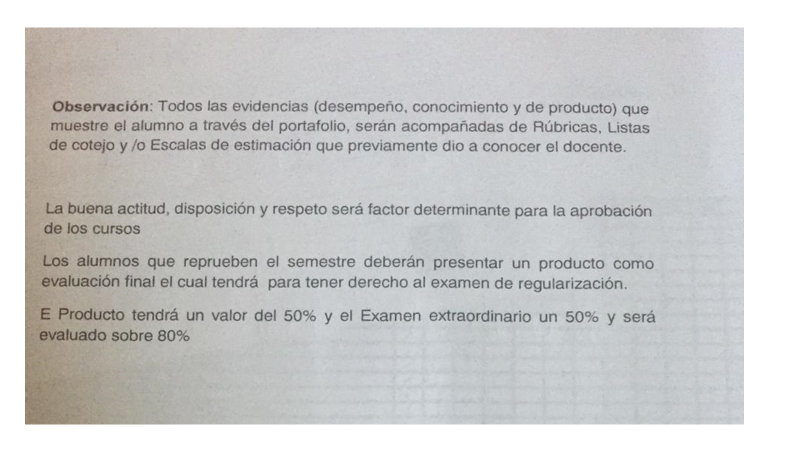 Observación: Todos las evidencias (desempeño, conocimiento y de producto) que
muestre el alumno a través del portafolio, serán acompañadas de Rúbricas, Listas
de cotejo y /o Escalas de estimación que previamente dio a conocer el docente.
La buena actitud, disposición y respeto será factor determinante para la aprobación
de los cursos
Los alumnos que reprueben el semestre deberán presentar un producto como
evaluación final el cual tendrá para tener derecho al examen de regularización.
E Producto tendrá un valor del 50% y el Examen extraordinario un 50% y será
evaluado sobre 80%